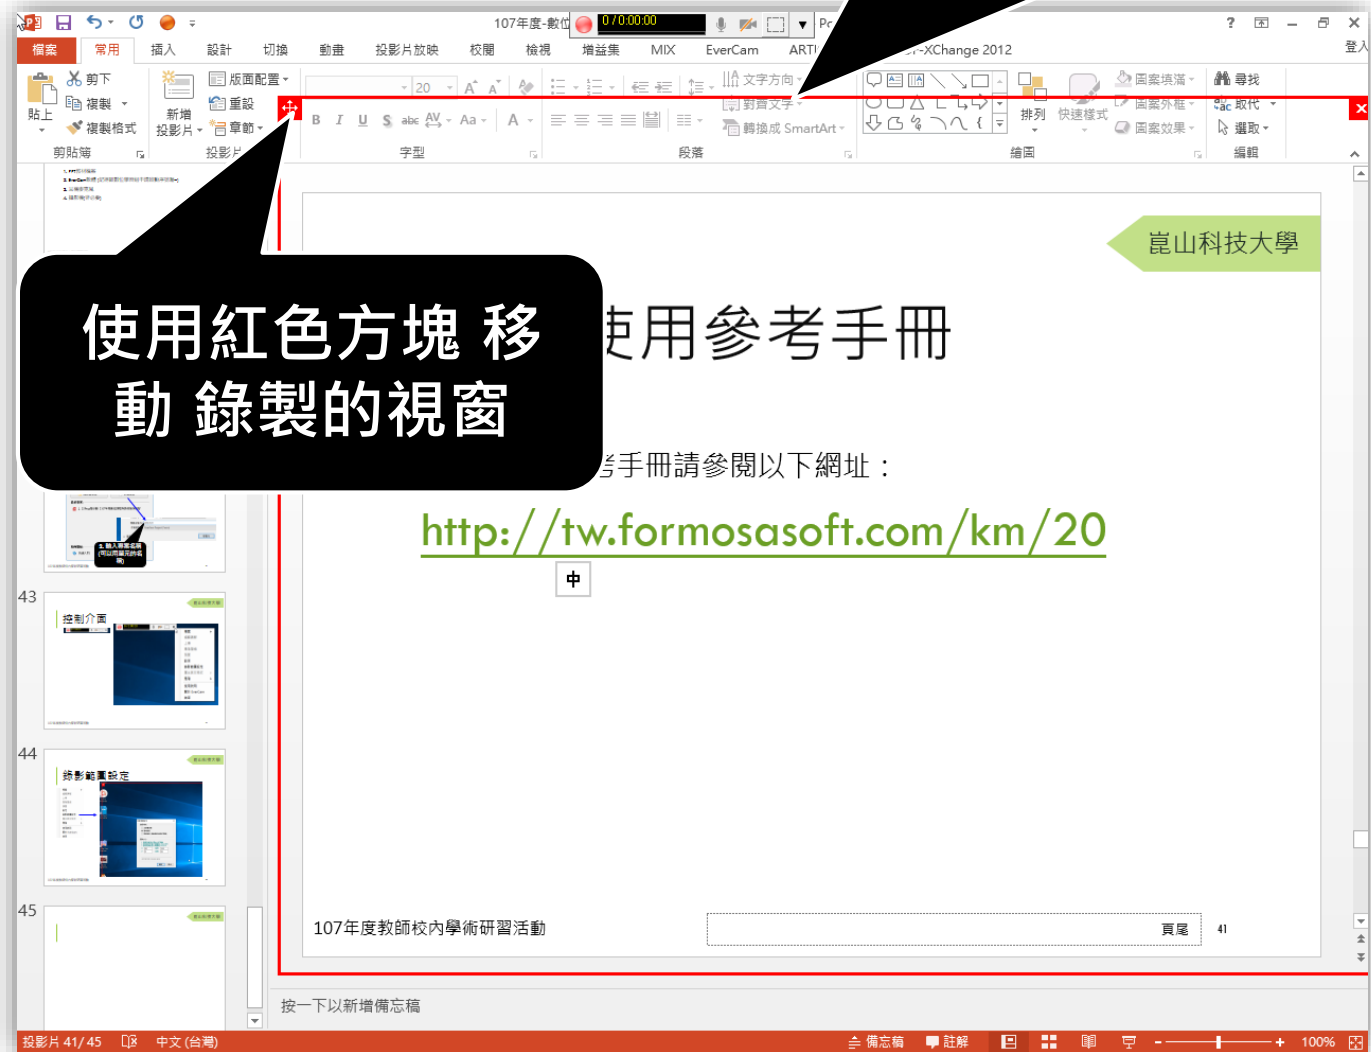 107年度-數位
0 / 0:00:00
檔案 常用 插入 設計 切換 動畫 投影片放映 校閱 檢視 增益集 MIX EverCam XChange 2012 登入
剪下
複製
複製格式
貼上
剪貼簿
新增
投影片
版面配置
重設
章節
20
B I U S abc AV Aa A
字型
文字方向
對齊文字
轉換成 SmartArt
段落
排列
快速樣式
圖案填滿
圖案外框
圖案效果
繪圖
尋找
取代
選取
編輯
崑山科技大學
使用紅色方塊 移
動 錄製的視窗
使用參考手冊
手冊請參閱以下網址：
http://tw.formosasoft.com/km/20
中
43
控制介面
44
錄影範圍設定
45
107年度教師校內學術研習活動
頁尾
41
按一下以新增備忘稿
投影片 41/45 中文 (台灣) 備忘稿 註解 100%